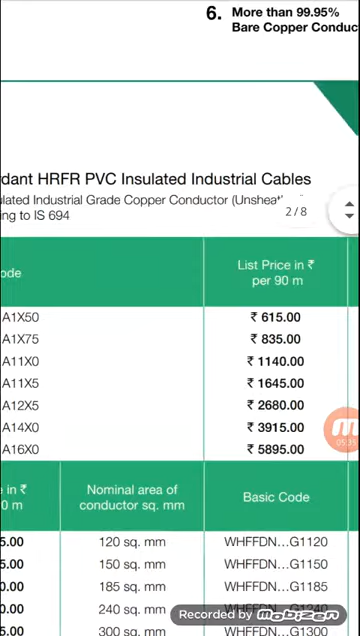 6. More than 99.95%
Bare Copper Conduc
dant HRFR PVC Insulated Industrial Cables
ulated Industrial Grade Copper Conductor (Unsheat
ing to IS 694
2/8
ode
List Price in ₹
per 90 m
A1X50 ₹ 615.00
A1X75 ₹ 835.00
A11X0 ₹ 1140.00
A11X5 ₹ 1645.00
A12X5 ₹ 2680.00
A14X0 ₹ 3915.00
A16X0 ₹ 5895.00
e in ₹
0 m
Nominal area of
conductor sq. mm
Basic Code
5.00 120 sq. mm WHFFDN...G1120
5.00 150 sq. mm WHFFDN...G1150
0.00 185 sq. mm WHFFDN...G1185
0.00 240 sq. mm WHFFDN...G1240
5.00 300 sq. mm WHFFDN...G1300
Recorded by mobizen